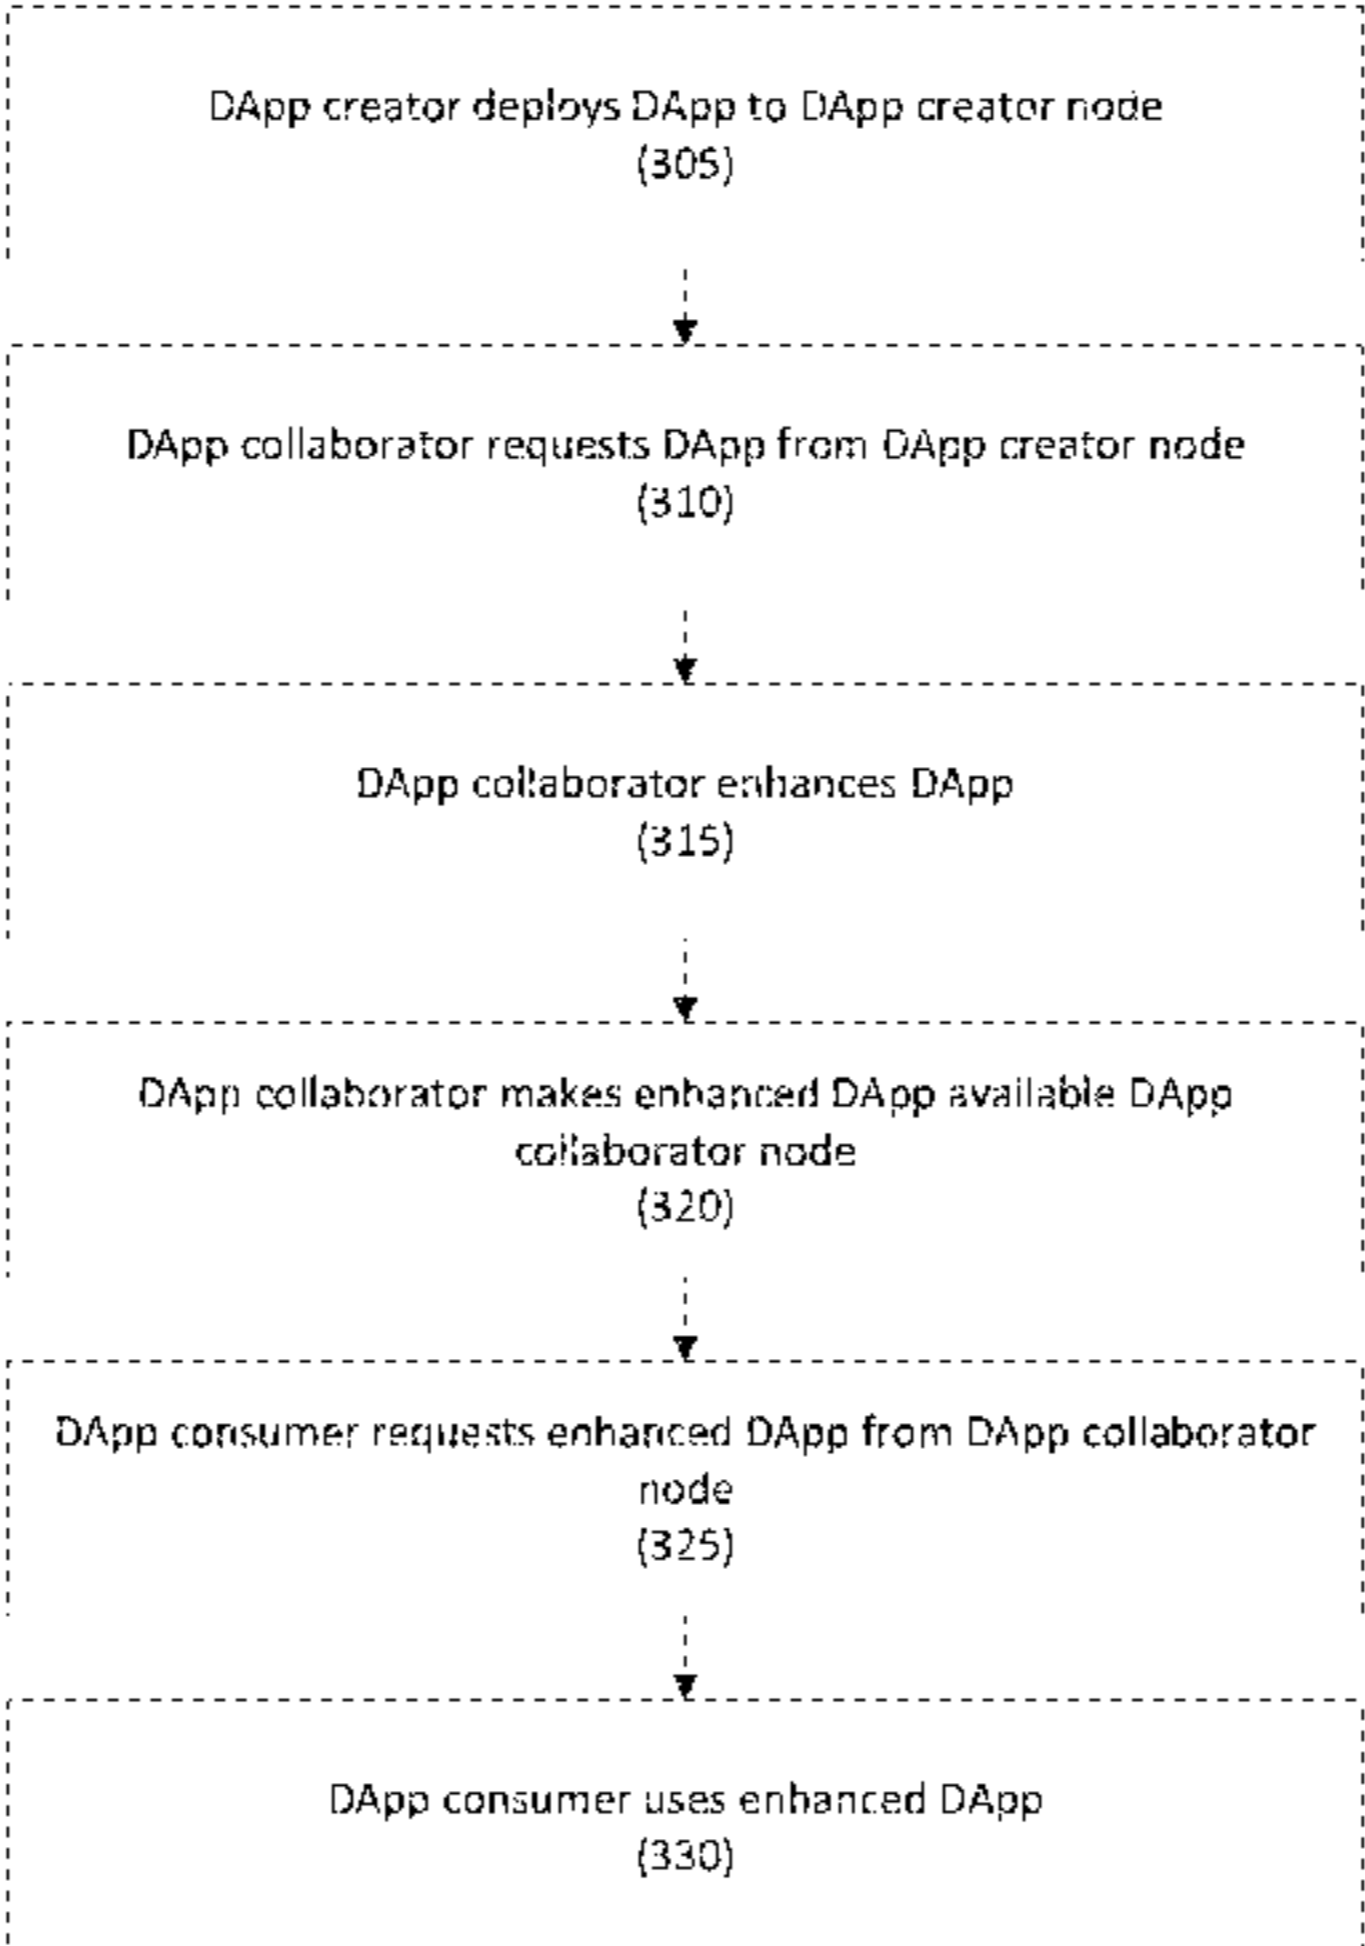 DApp creator deploys DApp to DApp creator node
(305)
DApp collaborator requests DApp from DApp creator node
(310)
DApp collaborator enhances DApp
(315)
DApp collaborator makes enhanced DApp available DApp
collaborator node
(320)
DApp consumer requests enhanced DApp from DApp collaborator
node
(325)
DApp consumer uses enhanced DApp
(330)